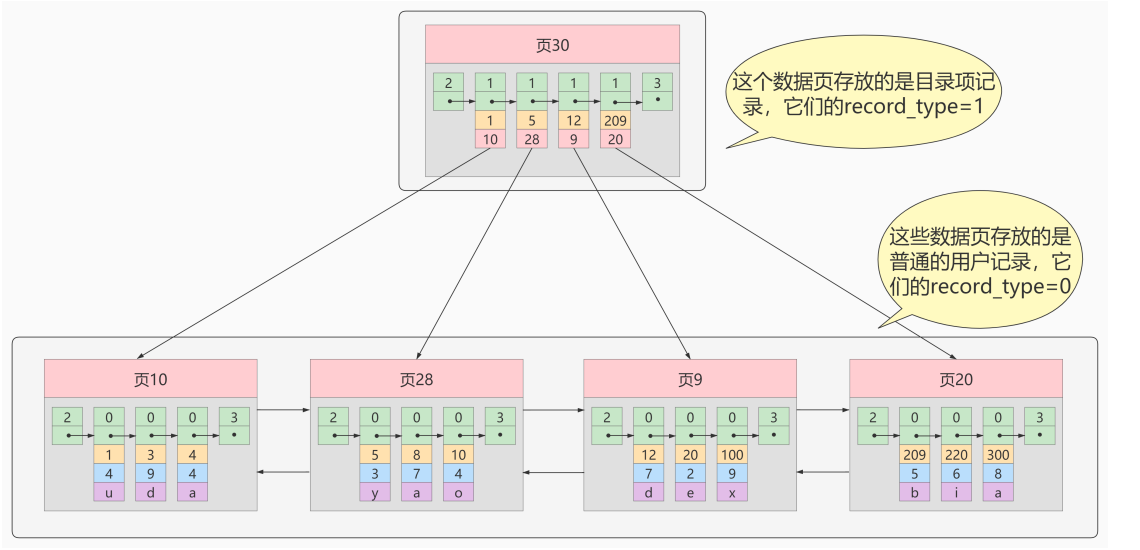 页30
2 1 1 1 1 3
1 5 12 209
10 28 9 20
这个数据页存放的是目录项记
录，它们的record_type=1
这些数据页存放的是
普通的用户记录，它
们的record_type=0
页10
2 0 0 0 3
1 3 4
4 9 4
u d a
页28
2 0 0 0 3
5 8 10
3 7 4
y a o
页9
2 0 0 0 3
12 20 100
7 2 9
d e x
页20
2 0 0 0 3
209 220 300
5 6 8
b i a